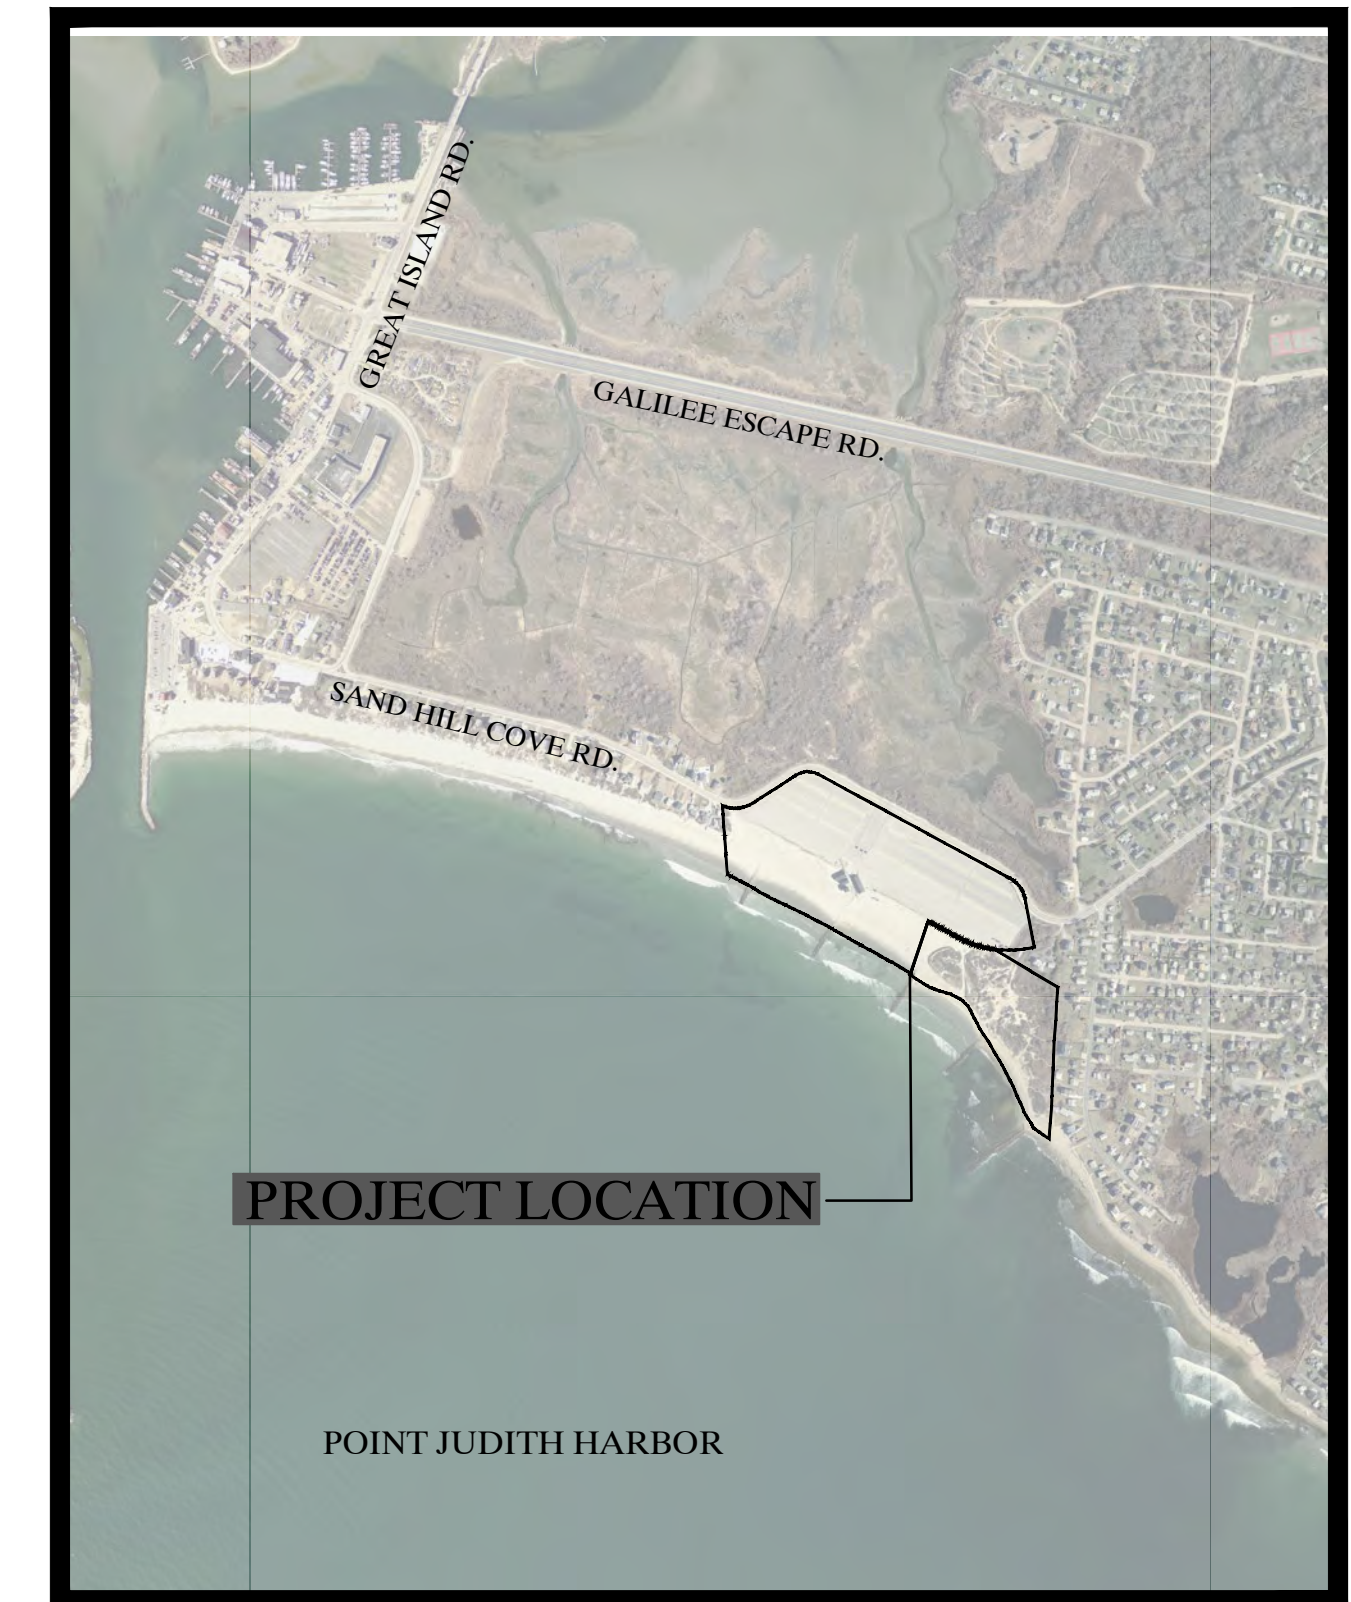 GREAT ISLAND RD.
GALILEE ESCAPE RD.
SAND HILL COVE RD.
PROJECT LOCATION
POINT JUDITH HARBOR